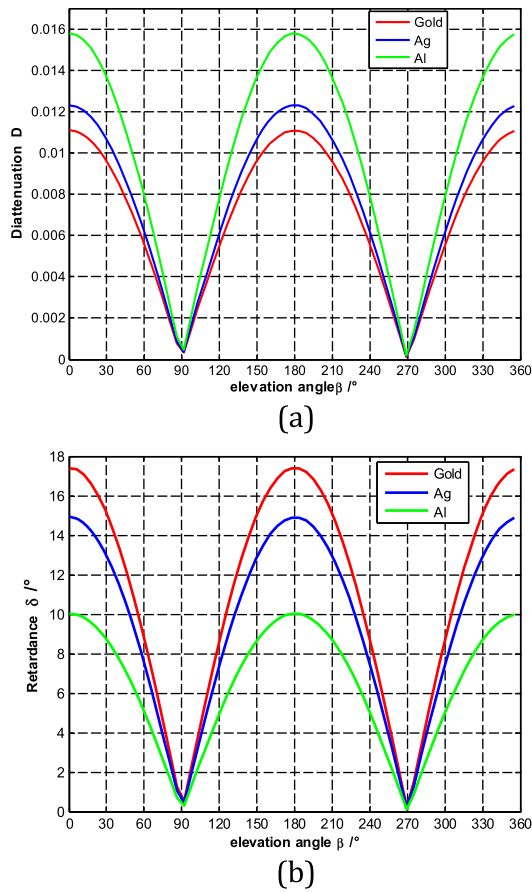 0.016
0.014
0.012
0.01
0.008
0.006
0.004
0.002
0
Diattenuation D
Gold
Ag
Al
0 30 60 90 120 150 180 210 240 270 300 330 360
elevation angleβ /°
(a)
18
16
14
12
10
8
6
4
2
0
Retardance δ /°
Gold
Ag
Al
0 30 60 90 120 150 180 210 240 270 300 330 360
elevation angle β /°
(b)